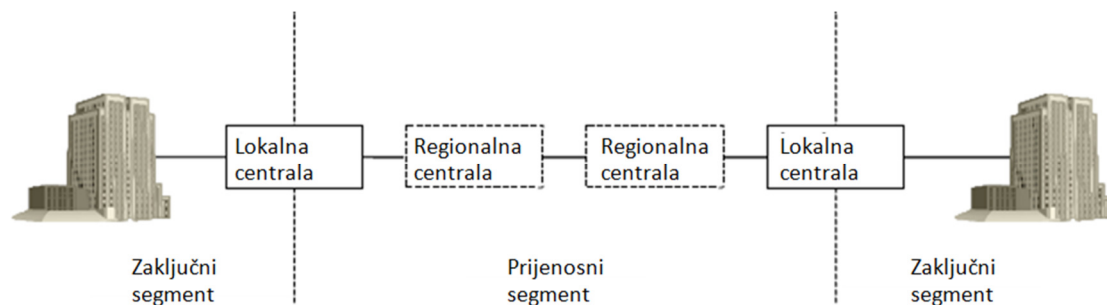 Lokalna
centrala
Regionalna
centrala
Regionalna
centrala
Lokalna
centrala
Zaključni
segment
Prijenosni
segment
Zaključni
segment